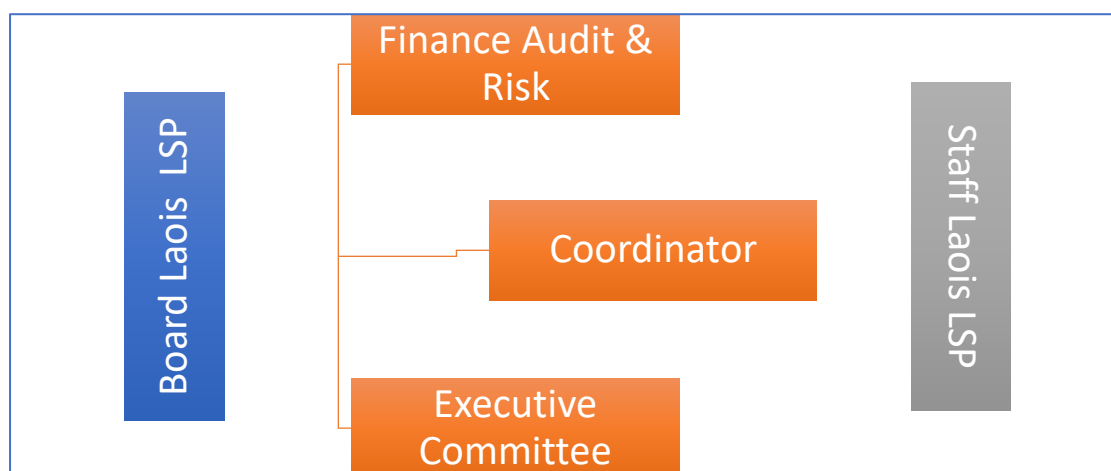 Board Laois LSP
Finance Audit &
Risk
Coordinator
Executive
Committee
Staff Laois LSP